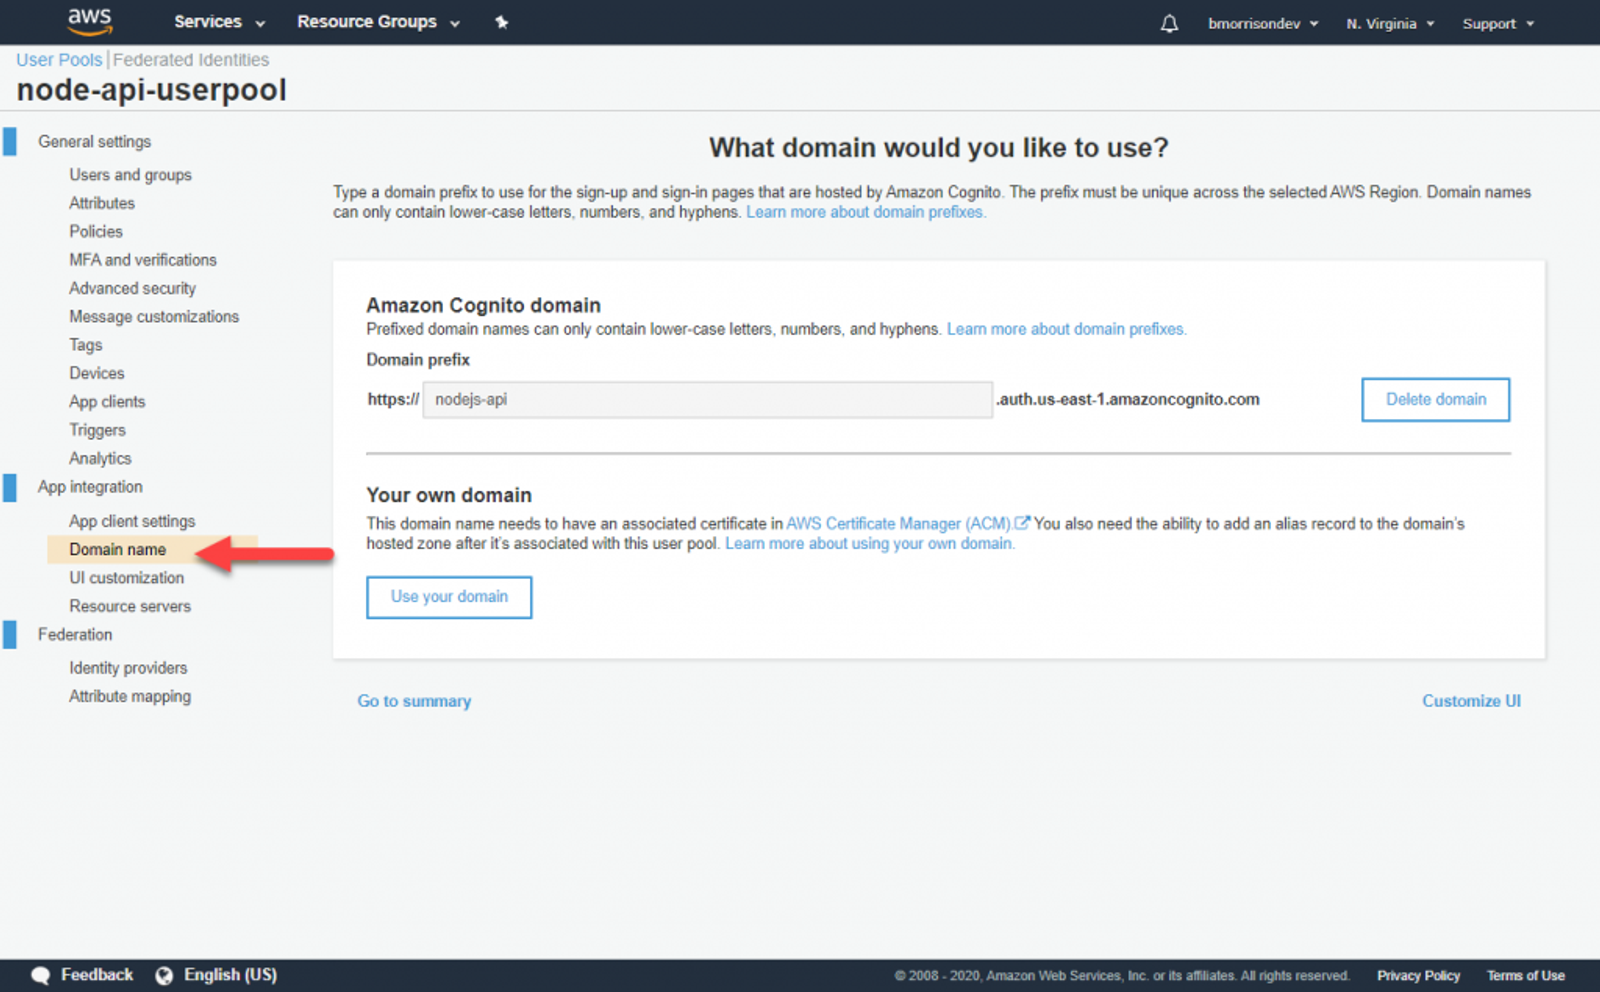 aws Services Resource Groups bmorrisondev N. Virginia Support
User Pools | Federated Identities
node-api-userpool
General settings
Users and groups
Attributes
Policies
MFA and verifications
Advanced security
Message customizations
Tags
Devices
App clients
Triggers
Analytics
App integration
App client settings
Domain name
UI customization
Resource servers
Federation
Identity providers
Attribute mapping
What domain would you like to use?
Type a domain prefix to use for the sign-up and sign-in pages that are hosted by Amazon Cognito. The prefix must be unique across the selected AWS Region. Domain names
can only contain lower-case letters, numbers, and hyphens. Learn more about domain prefixes.
Amazon Cognito domain
Prefixed domain names can only contain lower-case letters, numbers, and hyphens. Learn more about domain prefixes.
Domain prefix
https:// nodejs-api .auth.us-east-1.amazoncognito.com Delete domain
Your own domain
This domain name needs to have an associated certificate in AWS Certificate Manager (ACM). You also need the ability to add an alias record to the domain's
hosted zone after it's associated with this user pool. Learn more about using your own domain.
Use your domain
Go to summary Customize UI
Feedback English (US) © 2008 - 2020, Amazon Web Services, Inc. or its affiliates. All rights reserved. Privacy Policy Terms of Use